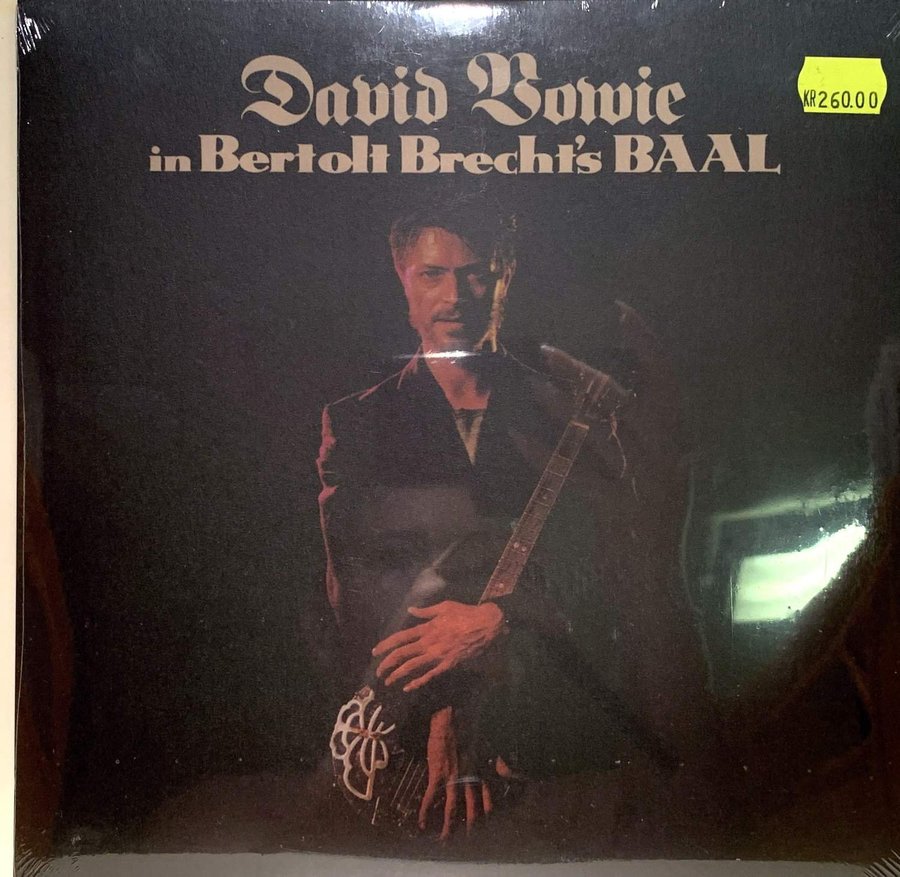 David Bowie
in Bertolt Brecht's BAAL
KR260.00